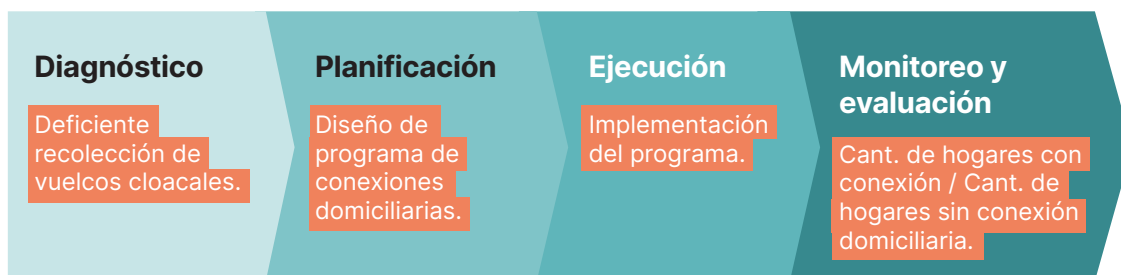 Diagnóstico
Deficiente
recolección de
vuelcos cloacales.
Planificación
Diseño de
programa de
conexiones
domiciliarias.
Ejecución
Implementación
del programa.
Monitoreo y
evaluación
Cant. de hogares con
conexión / Cant. de
hogares sin conexión
domiciliaria.